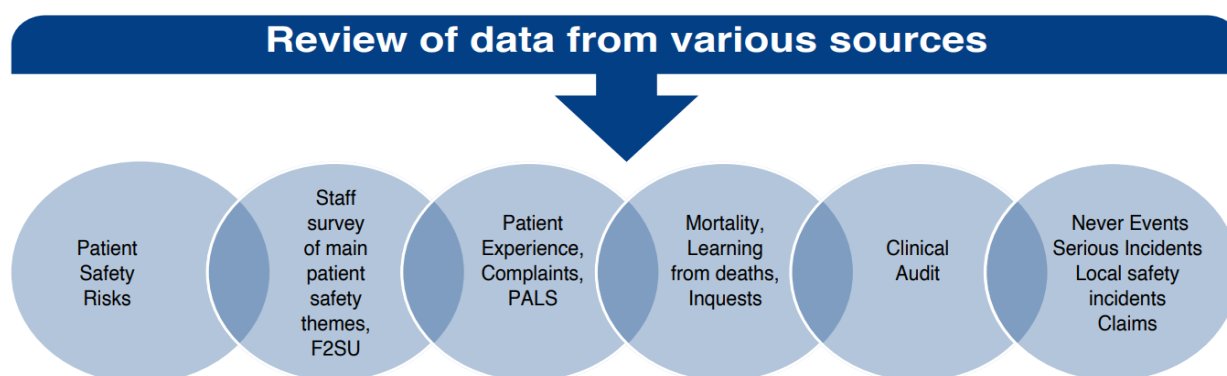 Review of data from various sources
Patient
Safety
Risks
Staff
survey
of main
patient
safety
themes,
F2SU
Patient
Experience,
Complaints,
PALS
Mortality,
Learning
from deaths,
Inquests
Clinical
Audit
Never Events
Serious Incidents
Local safety
incidents
Claims